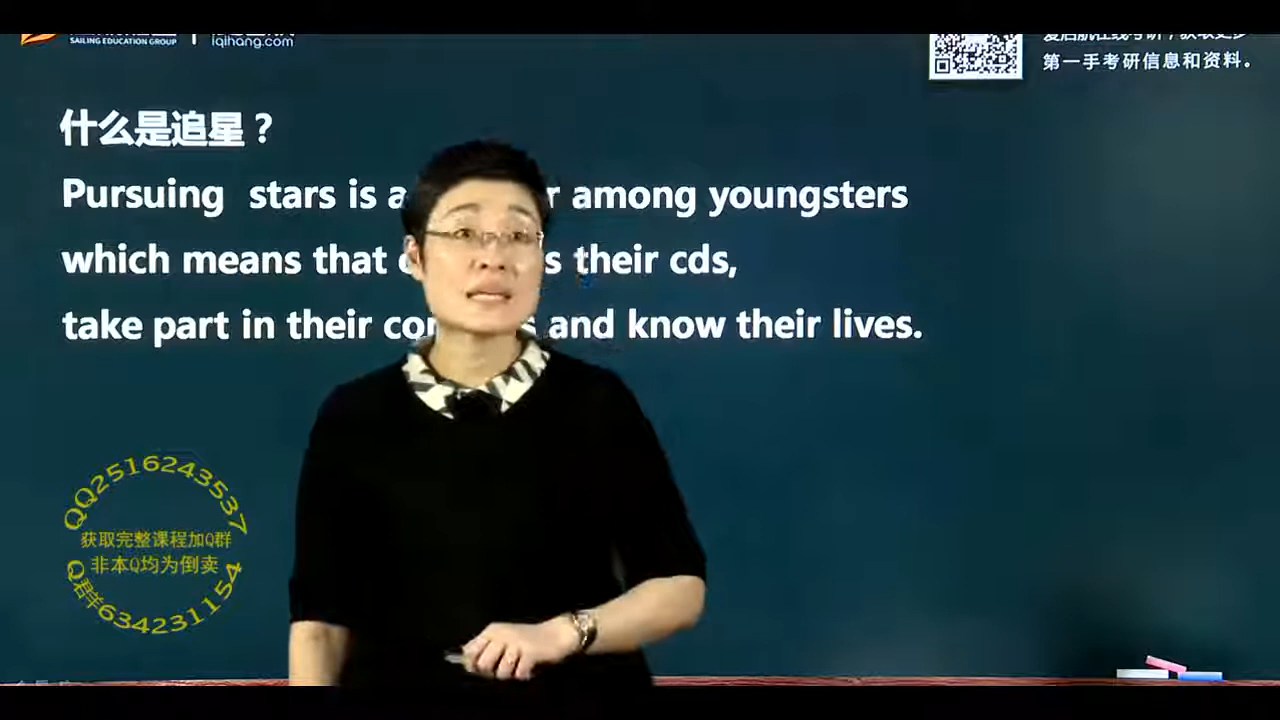 SAILING EDUCATION GROUP
iqihang.com
第一手考研信息和资料。
什么是追星？
Pursuing stars is among youngsters
which means that their cds,
take part in their and know their lives.
QQ2516243537
获取完整课程加Q群
非本Q均为倒卖
Q群634231154